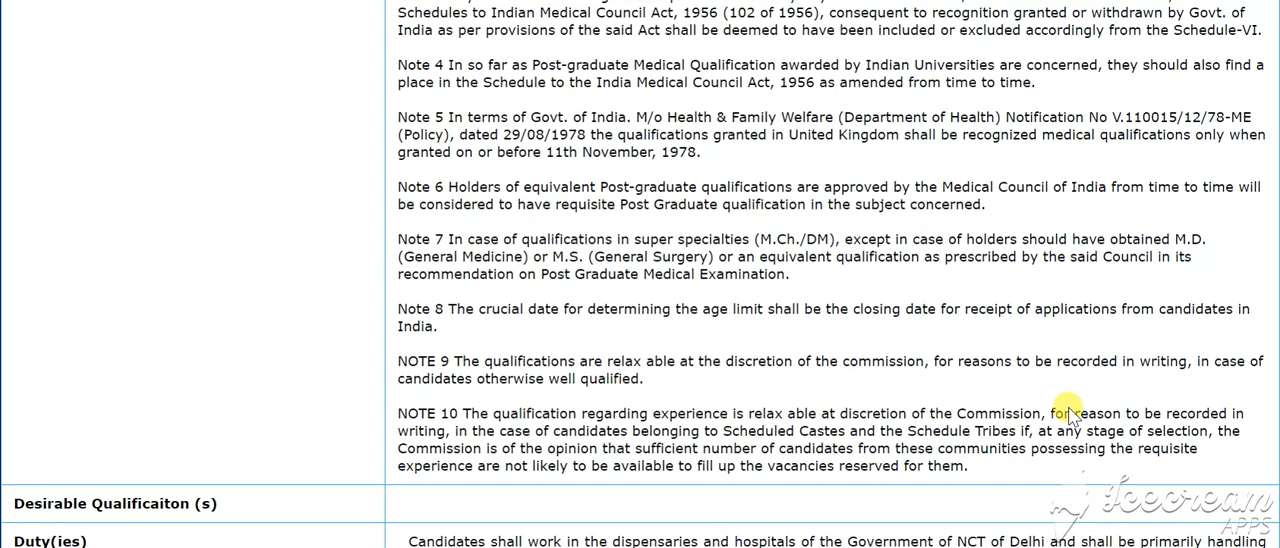 Schedules to Indian Medical Council Act, 1956 (102 of 1956), consequent to recognition granted or withdrawn by Govt. of
India as per provisions of the said Act shall be deemed to have been included or excluded accordingly from the Schedule-VI.
Note 4 In so far as Post-graduate Medical Qualification awarded by Indian Universities are concerned, they should also find a
place in the Schedule to the India Medical Council Act, 1956 as amended from time to time.
Note 5 In terms of Govt. of India. M/o Health & Family Welfare (Department of Health) Notification No V.110015/12/78-ME
(Policy), dated 29/08/1978 the qualifications granted in United Kingdom shall be recognized medical qualifications only when
granted on or before 11th November, 1978.
Note 6 Holders of equivalent Post-graduate qualifications are approved by the Medical Council of India from time to time will
be considered to have requisite Post Graduate qualification in the subject concerned.
Note 7 In case of qualifications in super specialties (M.Ch./DM), except in case of holders should have obtained M.D.
(General Medicine) or M.S. (General Surgery) or an equivalent qualification as prescribed by the said Council in its
recommendation on Post Graduate Medical Examination.
Note 8 The crucial date for determining the age limit shall be the closing date for receipt of applications from candidates in
India.
NOTE 9 The qualifications are relax able at the discretion of the commission, for reasons to be recorded in writing, in case of
candidates otherwise well qualified.
NOTE 10 The qualification regarding experience is relax able at discretion of the Commission, for reason to be recorded in
writing, in the case of candidates belonging to Scheduled Castes and the Schedule Tribes if, at any stage of selection, the
Commission is of the opinion that sufficient number of candidates from these communities possessing the requisite
experience are not likely to be available to fill up the vacancies reserved for them.
Desirable Qualificaiton (s)
Icecream
APPS
Duty(ies)
Candidates shall work in the dispensaries and hospitals of the Government of NCT of Delhi and shall be primarily handling